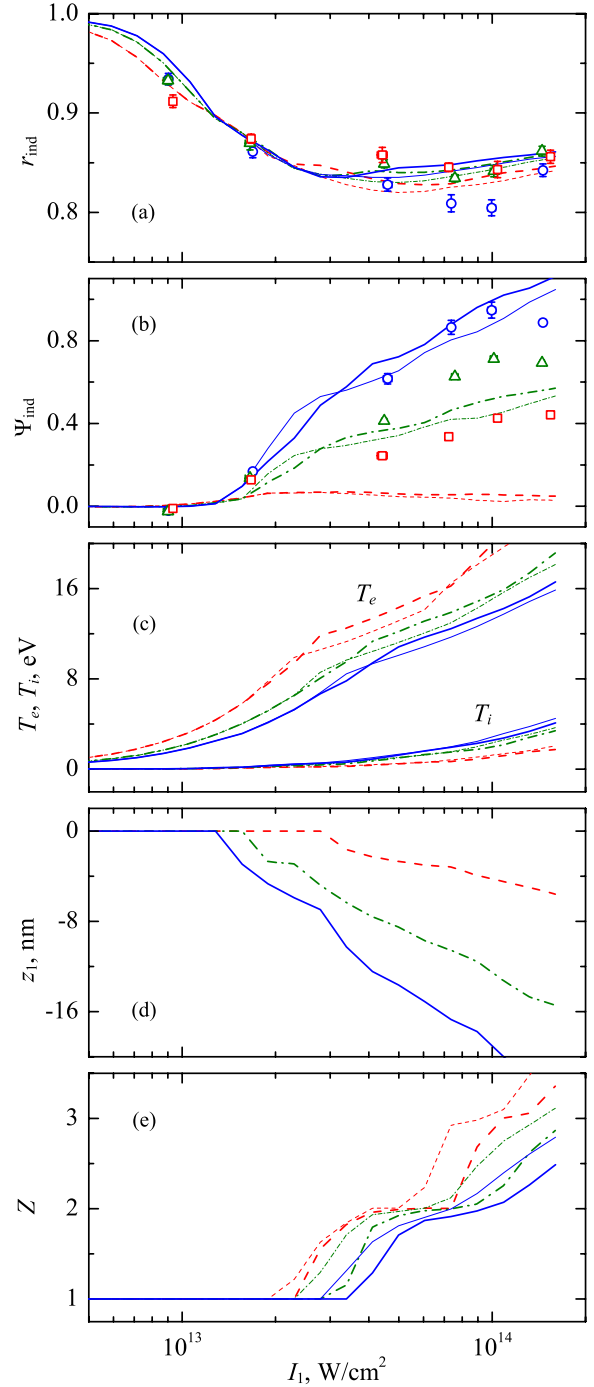 1.0
0.9
0.8
r_ind
(a)
0.8
0.4
0.0
Ψ_ind
(b)
16
8
0
T_e, T_i, eV
(c)
T_e
T_i
0
-8
-16
z_1, nm
(d)
3
2
1
Z
(e)
10^13
10^14
I_1, W/cm^2